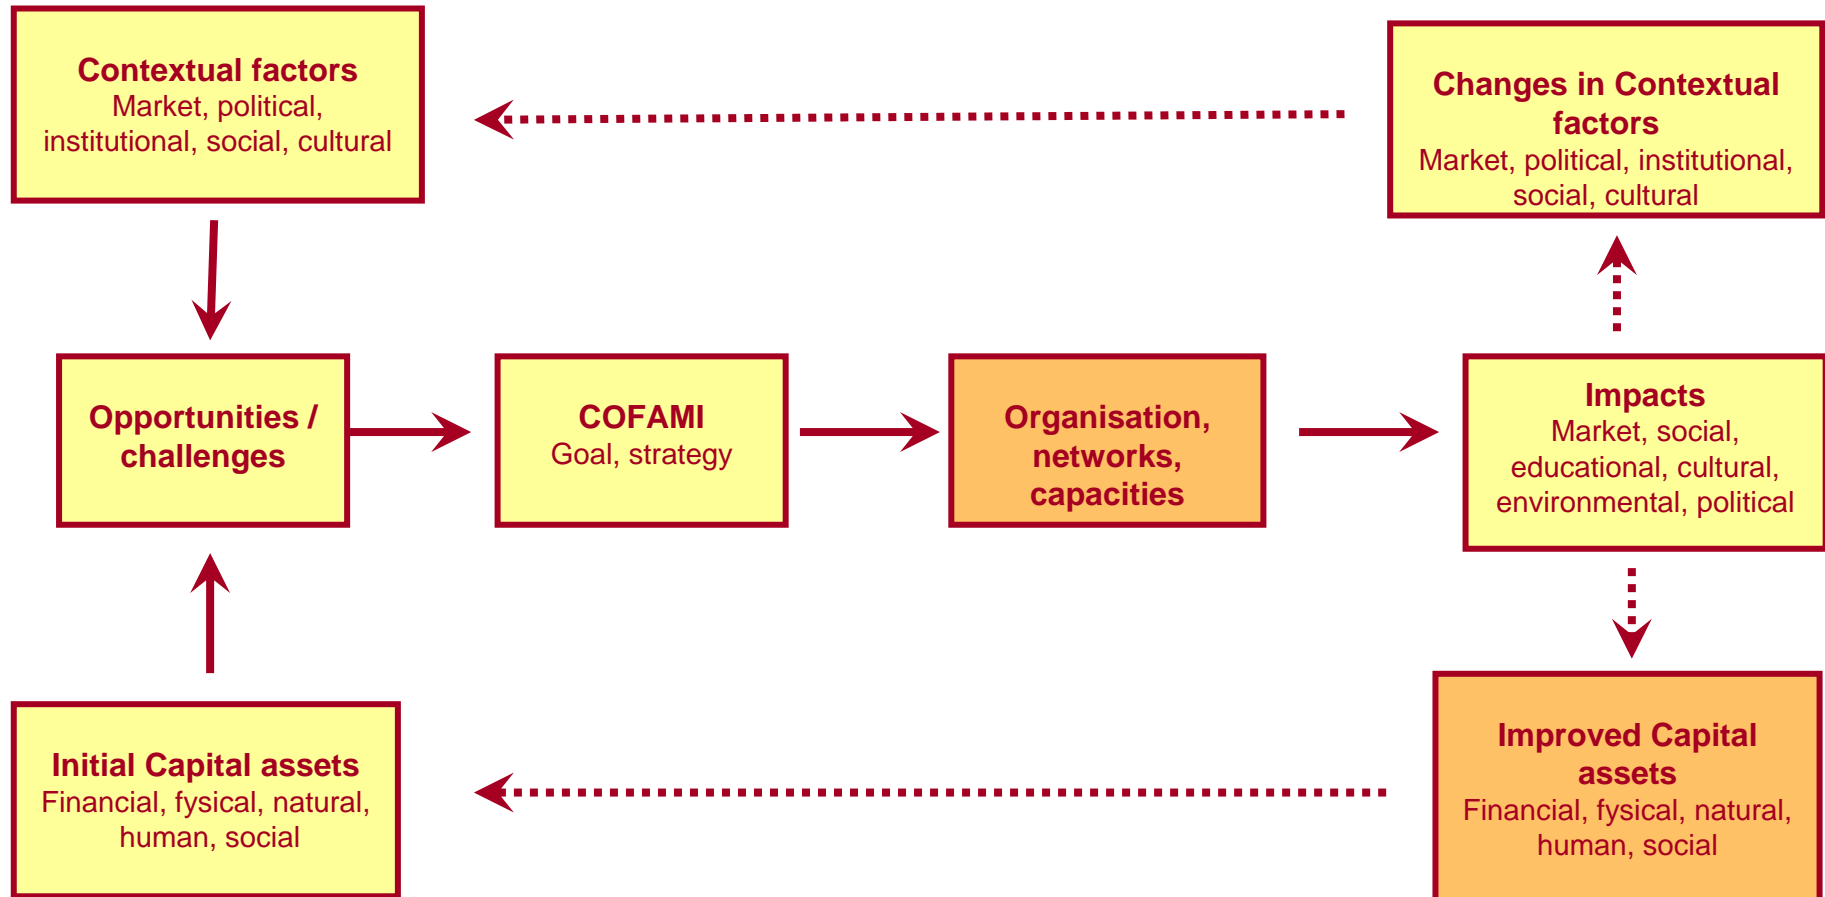 Contextual factors
Market, political,
institutional, social, cultural
Changes in Contextual
factors
Market, political, institutional,
social, cultural
Opportunities /
challenges
COFAMI
Goal, strategy
Organisation,
networks,
capacities
Impacts
Market, social,
educational, cultural,
environmental, political
Initial Capital assets
Financial, fysical, natural,
human, social
Improved Capital
assets
Financial, fysical, natural,
human, social